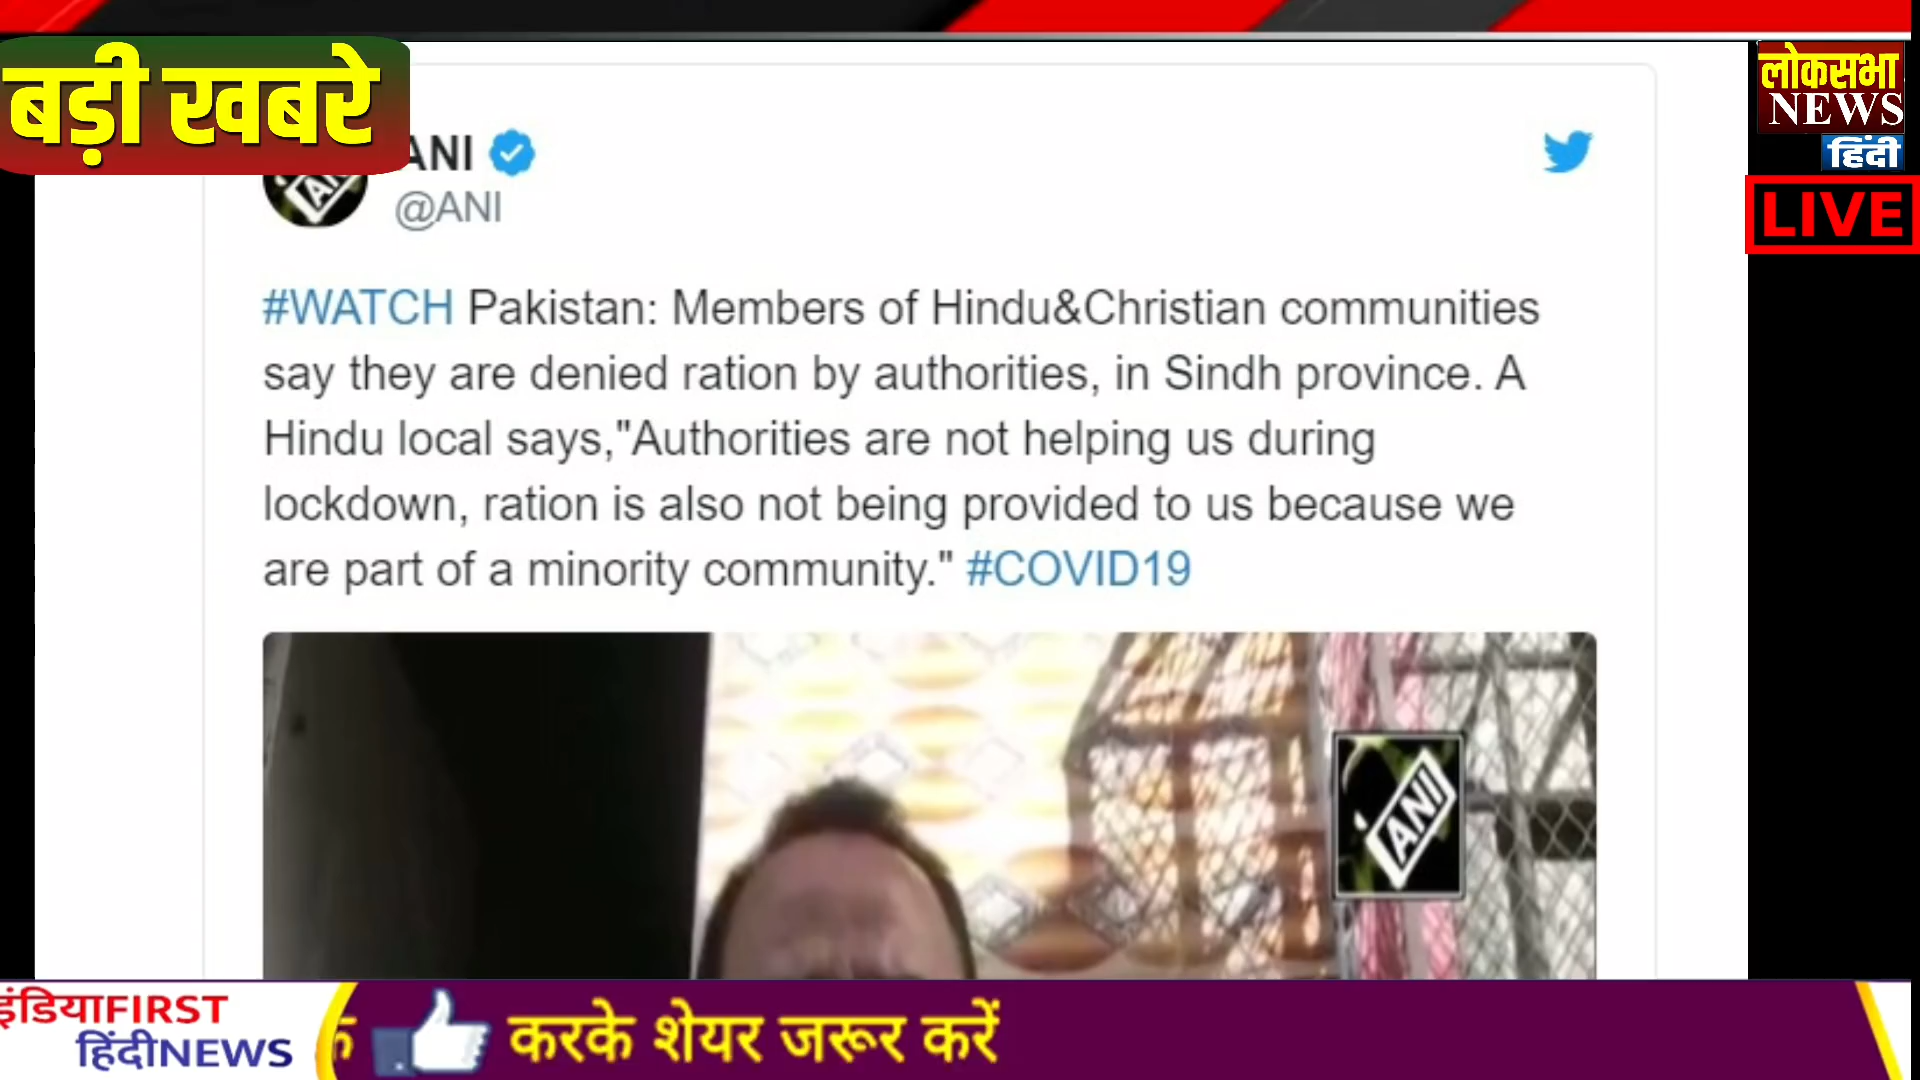 बड़ी खबरे
लोकसभा
NEWS
हिंदी
LIVE
ANI
@ANI
#WATCH Pakistan: Members of Hindu&Christian communities
say they are denied ration by authorities, in Sindh province. A
Hindu local says,"Authorities are not helping us during
lockdown, ration is also not being provided to us because we
are part of a minority community." #COVID19
ANI
इंडियाFIRST
हिंदीNEWS
करके शेयर जरूर करें